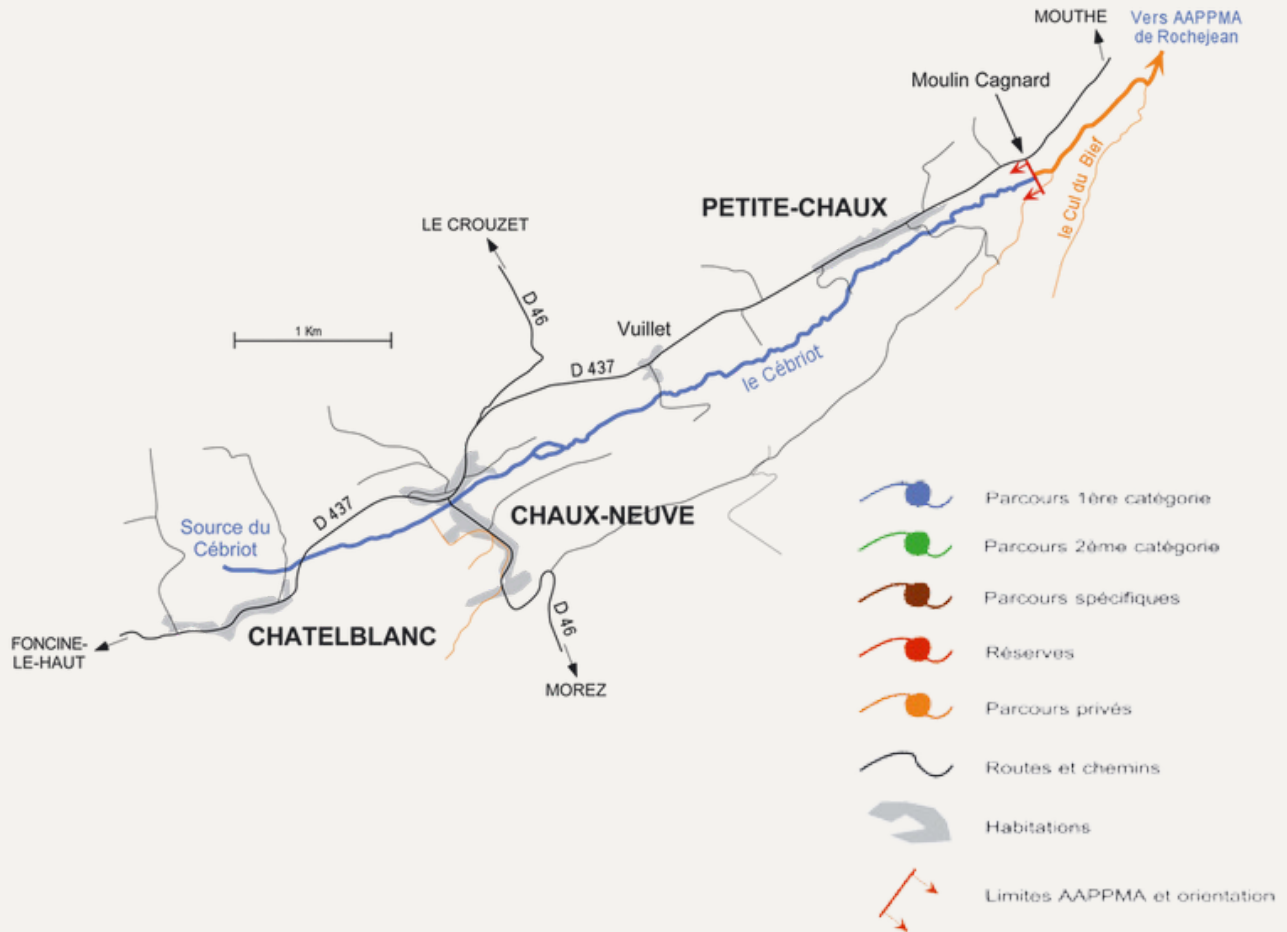 MOUTHE
Vers AAPPMA
de Rochejean
Moulin Cagnard
le Cul du Bief
PETITE-CHAUX
LE CROUZET
D 46
1 Km
Vuillet
D 437
le Cébriot
D 437
Source du
Cébriot
CHAUX-NEUVE
CHATELBLANC
FONCINE-
LE-HAUT
D 46
MOREZ
Parcours 1ère catégorie
Parcours 2ème catégorie
Parcours spécifiques
Réserves
Parcours privés
Routes et chemins
Habitations
Limites AAPPMA et orientation